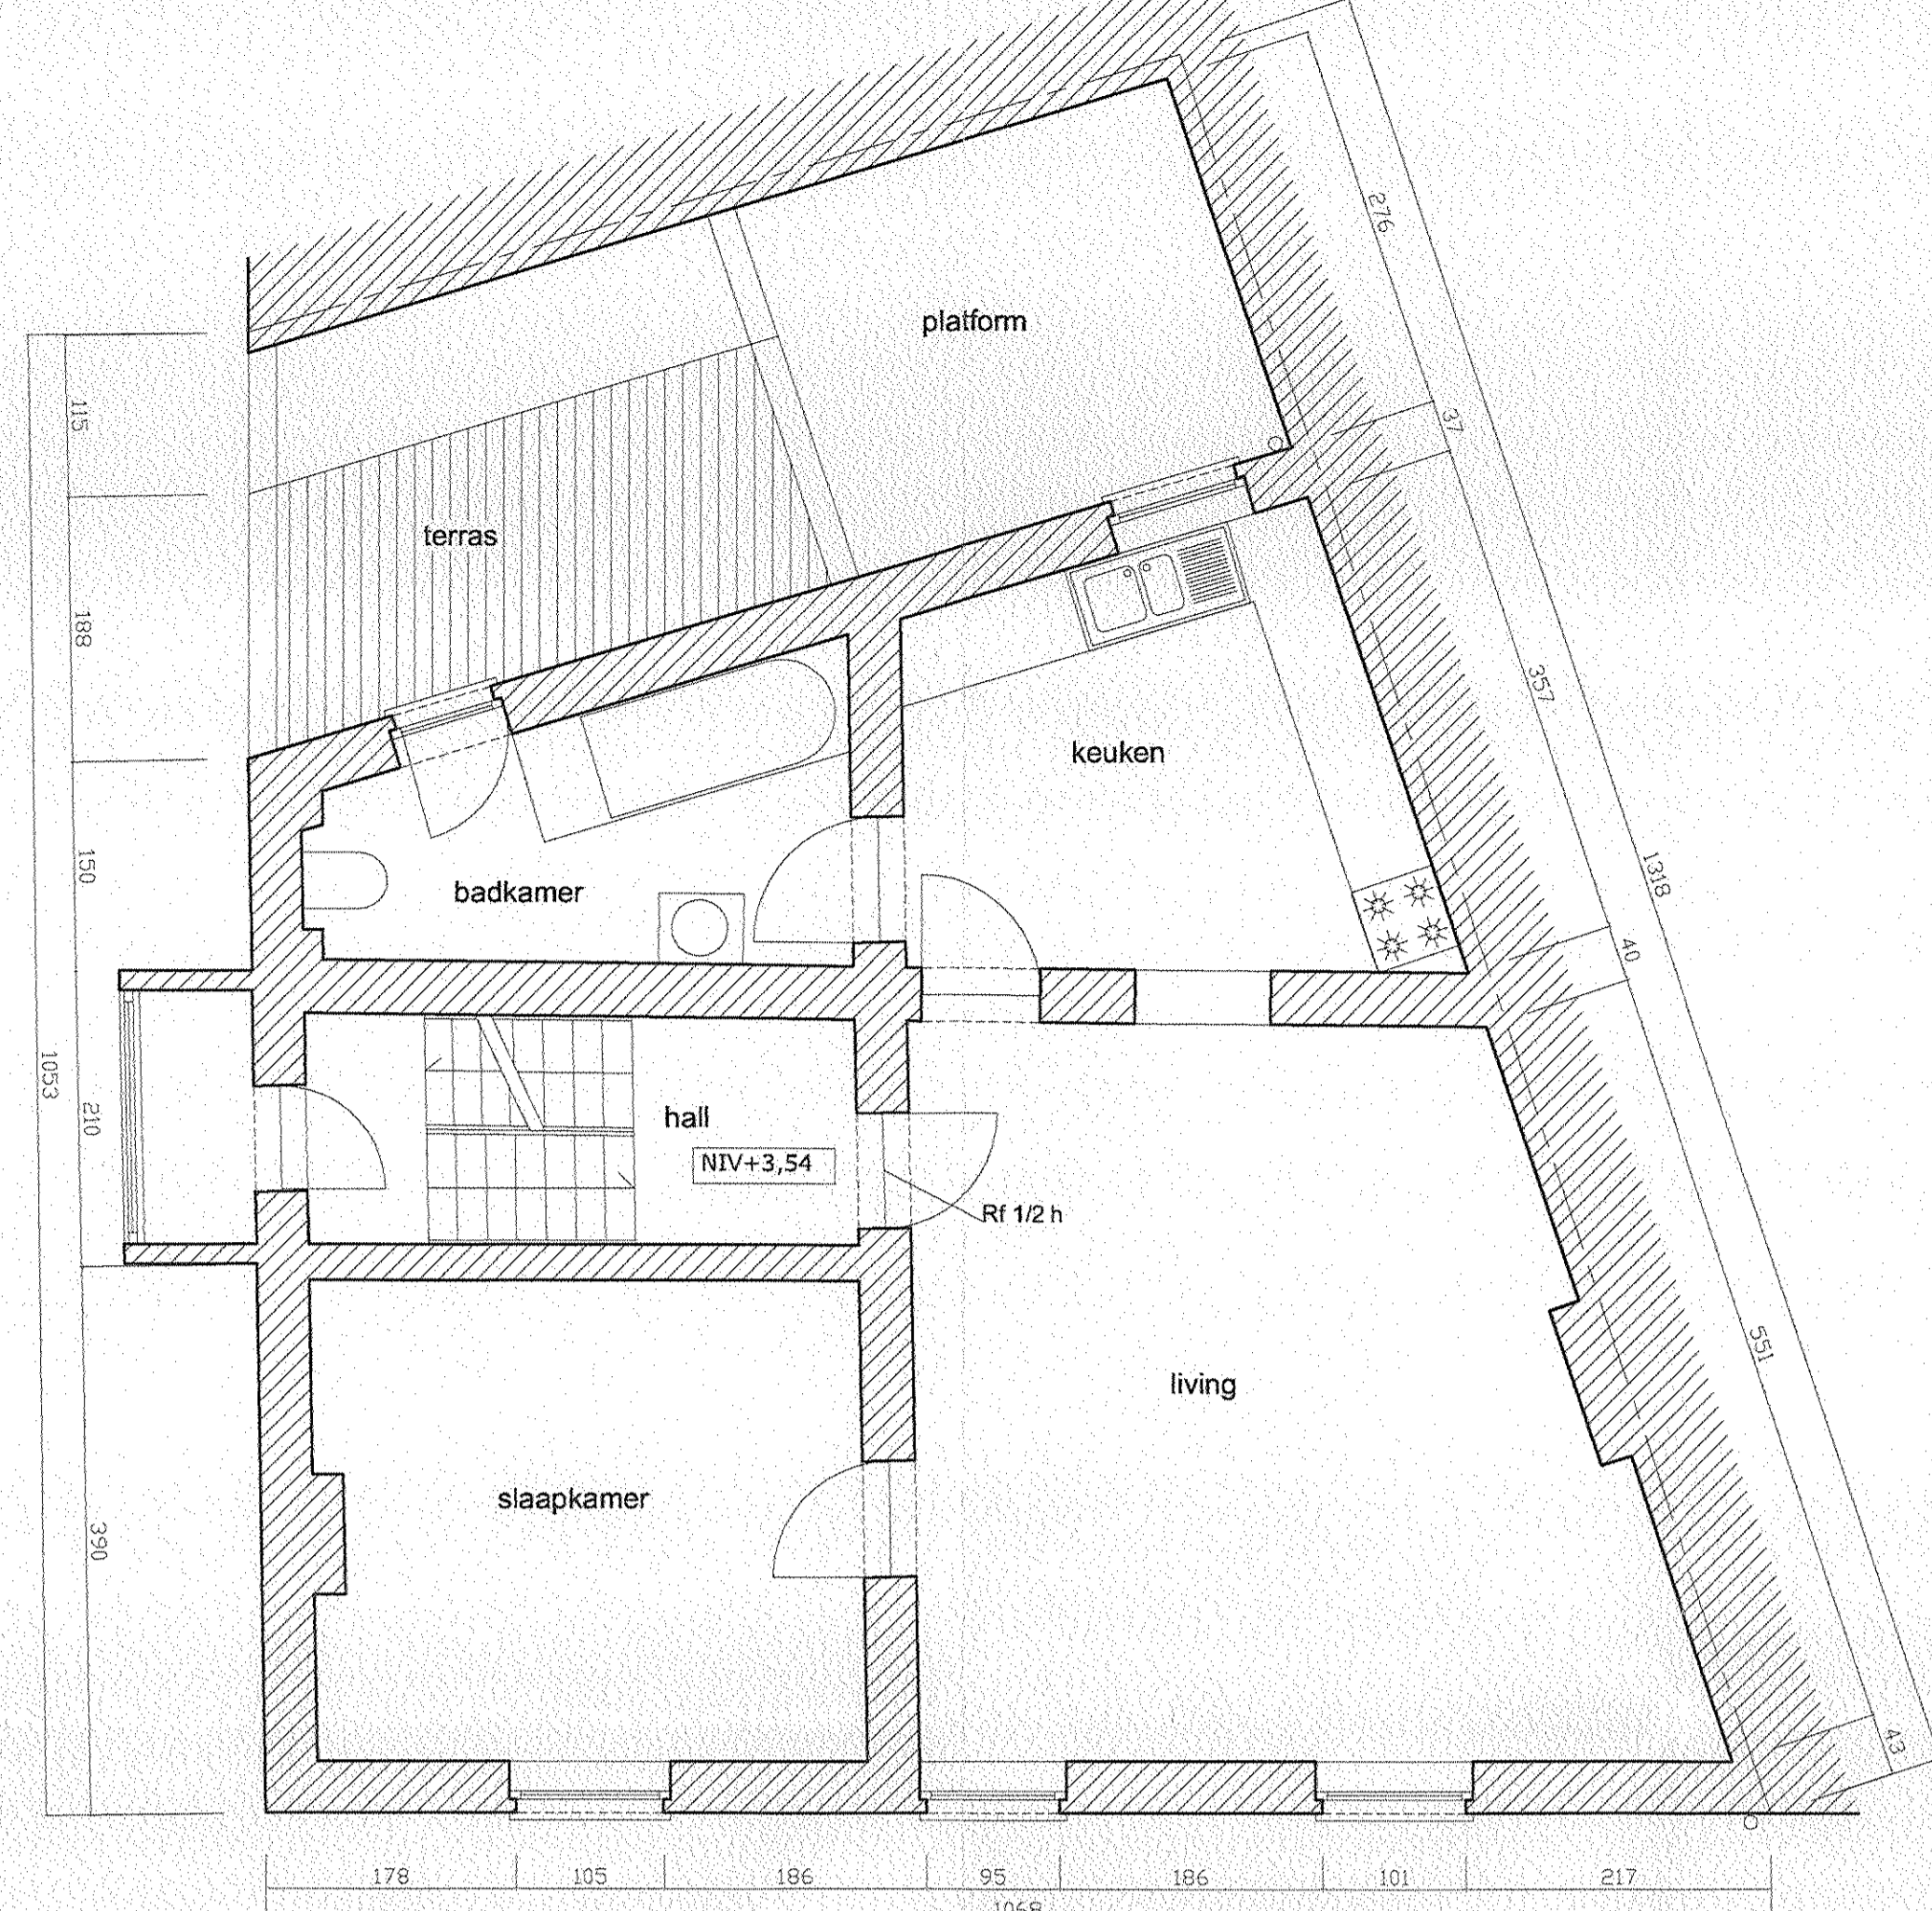 276
platform
115
37
terras
188
357
keuken
150
badkamer
1318
40
1053
210
hall
NIV+3,54
Rf 1/2 h
551
living
slaapkamer
390
43
178 105 186 95 186 101 217
1068